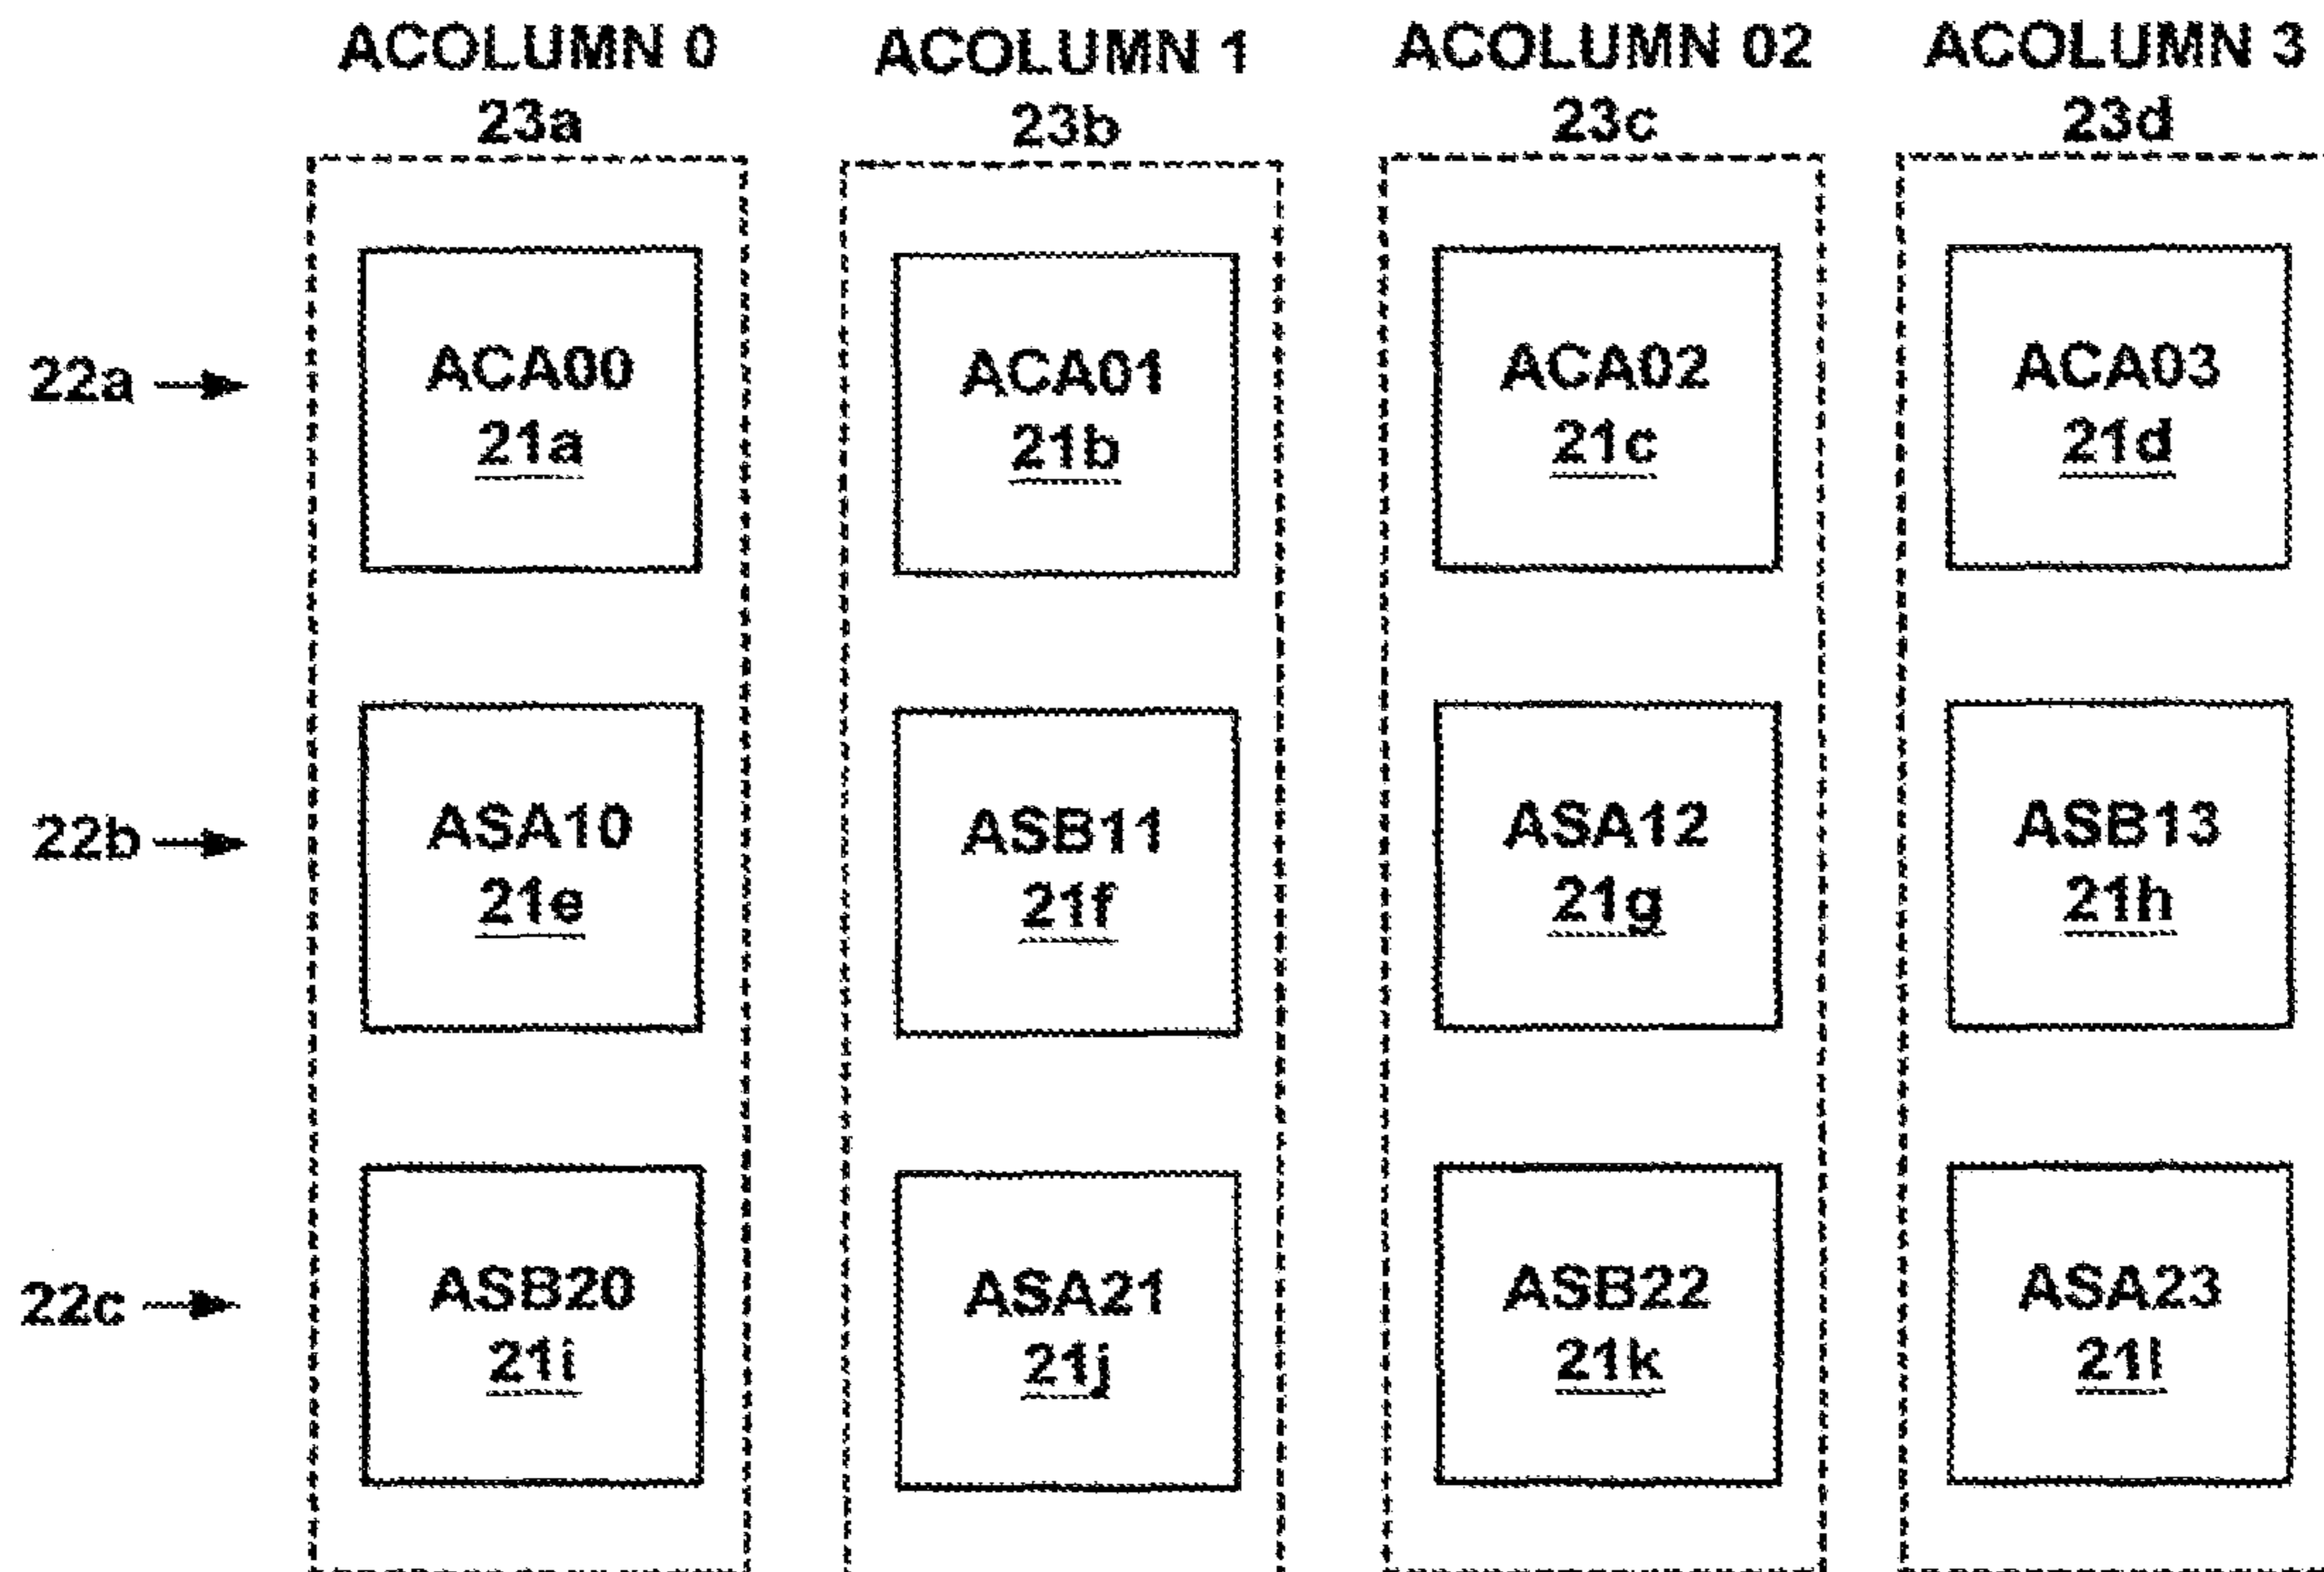 ACOLUMN 0 ACOLUMN 1 ACOLUMN 02 ACOLUMN 3
23a 23b 23c 23d
22a ACA00 ACA01 ACA02 ACA03
21a 21b 21c 21d
22b ASA10 ASB11 ASA12 ASB13
21e 21f 21g 21h
22c ASB20 ASA21 ASB22 ASA23
21i 21j 21k 21l